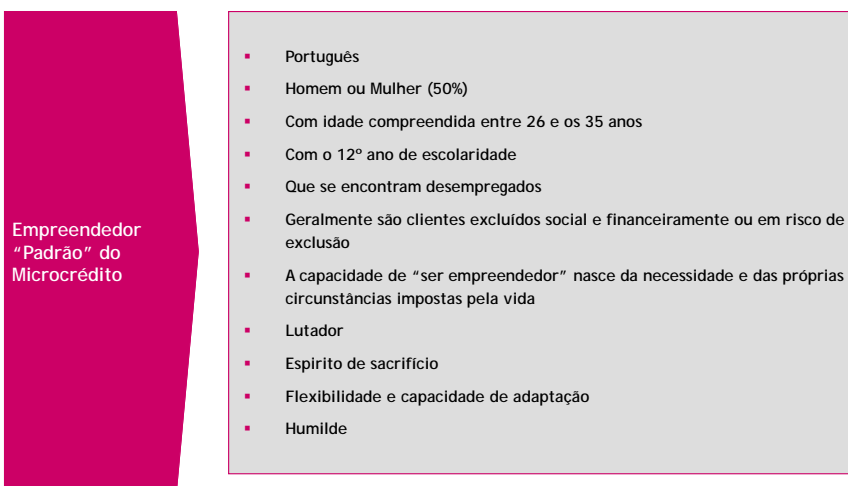 Empreendedor
“Padrão” do
Microcrédito
▪ Português
▪ Homem ou Mulher (50%)
▪ Com idade compreendida entre 26 e os 35 anos
▪ Com o 12º ano de escolaridade
▪ Que se encontram desempregados
▪ Geralmente são clientes excluídos social e financeiramente ou em risco de
exclusão
▪ A capacidade de “ser empreendedor” nasce da necessidade e das próprias
circunstâncias impostas pela vida
▪ Lutador
▪ Espirito de sacrifício
▪ Flexibilidade e capacidade de adaptação
▪ Humilde